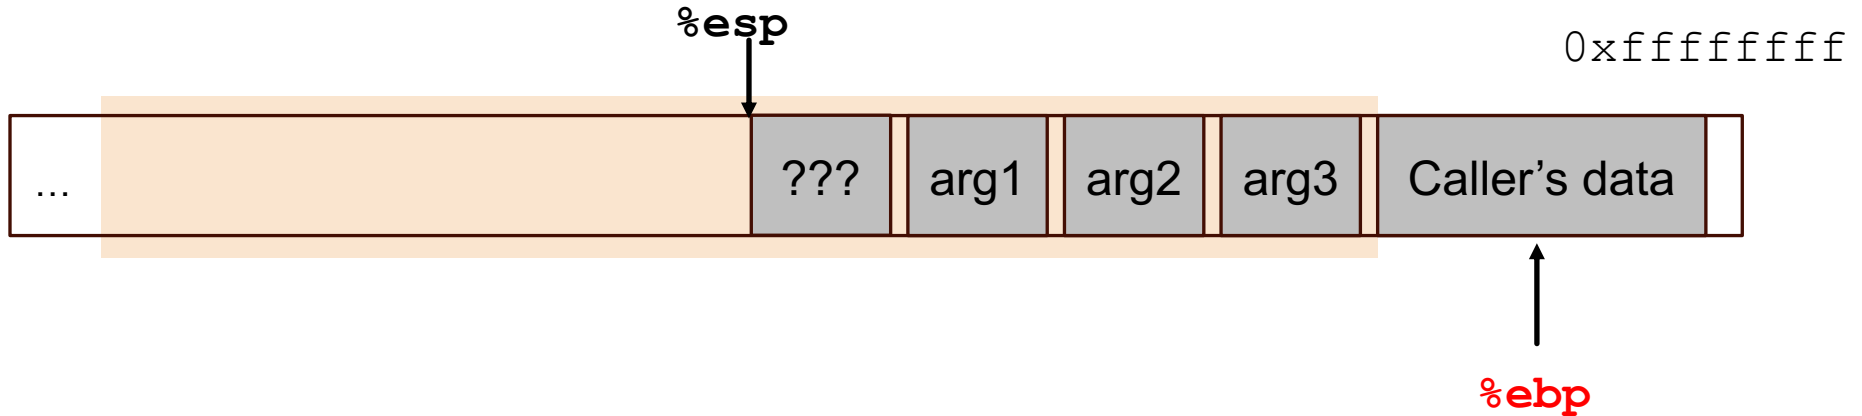 %esp
0xffffffff
... ??? arg1 arg2 arg3 Caller’s data
%ebp